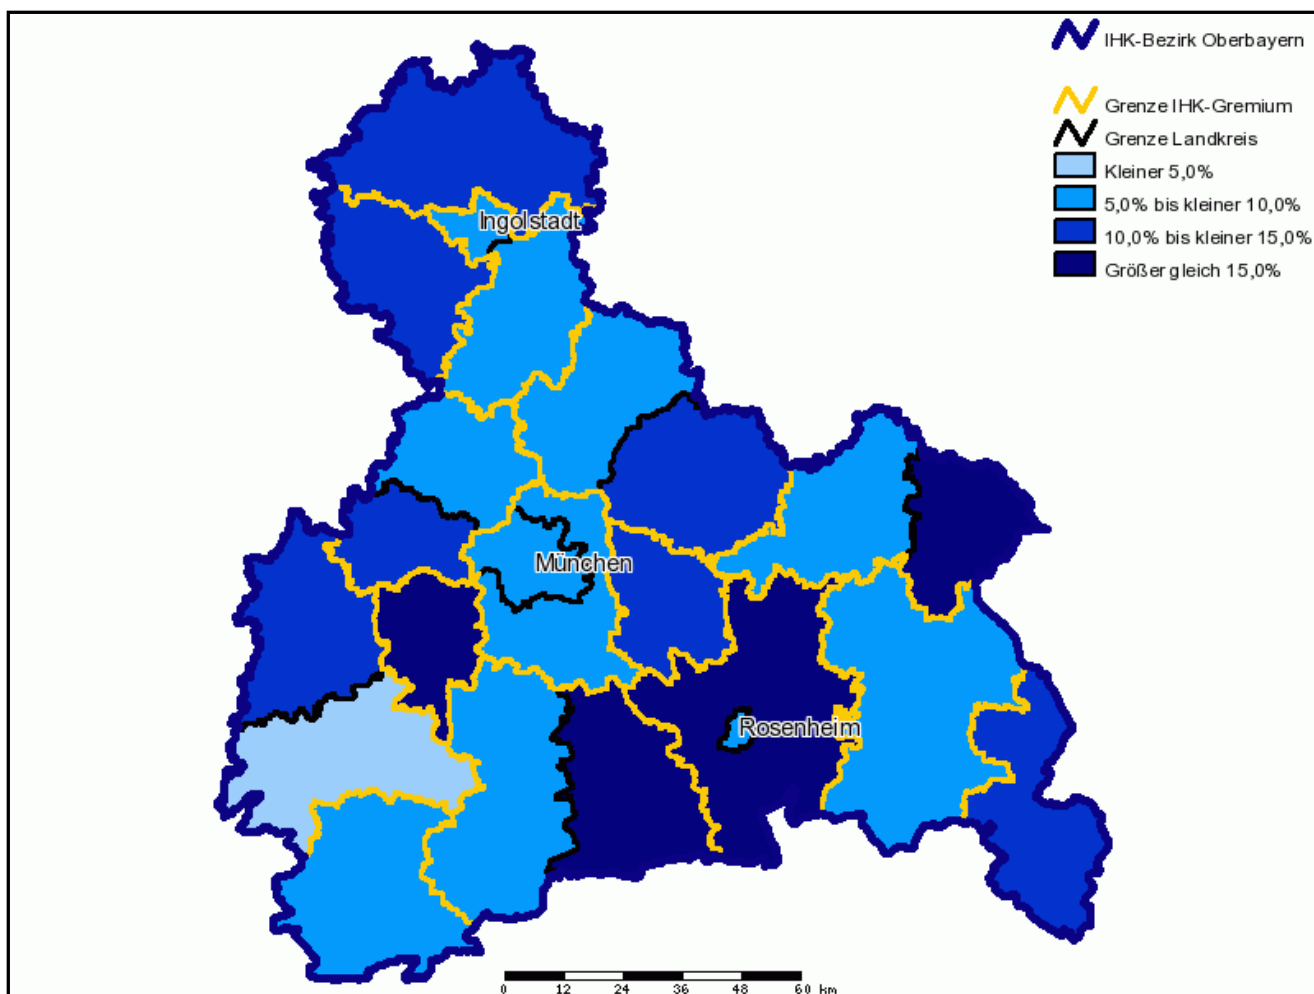 IHK-Bezirk Oberbayern
Grenze IHK-Gremium
Grenze Landkreis
Kleiner 5,0%
5,0% bis kleiner 10,0%
10,0% bis kleiner 15,0%
Größer gleich 15,0%
Ingolstadt
München
Rosenheim
0 12 24 36 48 60 km